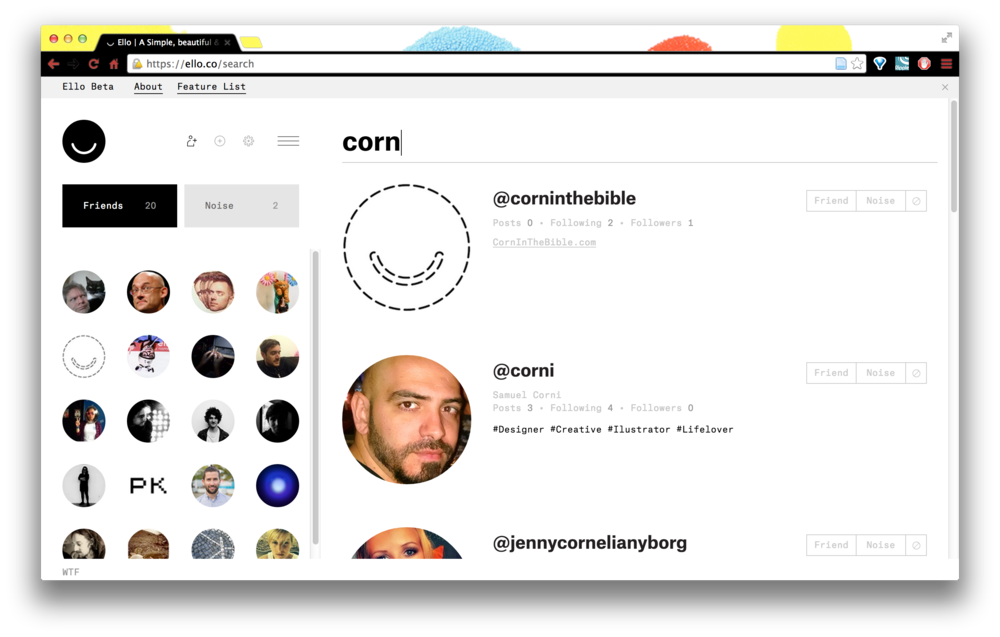 Ello | A Simple, beautiful &
https://ello.co/search
Ello Beta About Feature List
corn
Friends 20
Noise 2
@corninthebible
Posts 0 • Following 2 • Followers 1
CornInTheBible.com
Friend Noise
@corni
Samuel Corni
Posts 3 • Following 4 • Followers 0
#Designer #Creative #Ilustrator #Lifelover
Friend Noise
PK
@jennycornelianyborg
Friend Noise
WTF